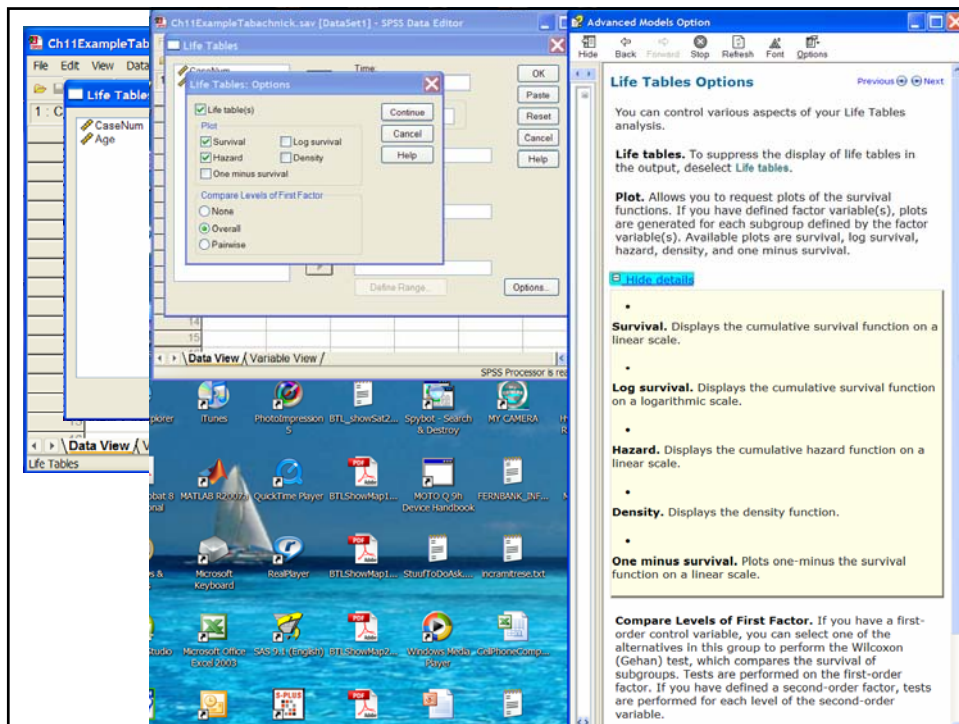 Ch11ExampleTab
File Edit View Data
1 : C
Life Table
CaseNum
Age
Data View
Life Tables
Ch11ExampleTabachnick.sav [DataSet1] - SPSS Data Editor
Life Tables
CaseNum
Time:
OK
Paste
Reset
Cancel
Help
Life Tables: Options
Life table(s)
Plot
Survival
Log survival
Hazard
Density
One minus survival
Compare Levels of First Factor
None
Overall
Pairwise
Continue
Cancel
Help
Define Range...
Options...
14
15
Data View / Variable View /
SPSS Processor is rea
iTunes
PhotoImpression 5
BTL_showSat2...
Spybot - Search & Destroy
MY CAMERA
MATLAB R2007a
QuickTime Player
BTLShowMap1...
MOTO Q 9h Device Handbook
FERNBANK_INF...
Microsoft Keyboard
RealPlayer
BTLShowMap1...
StuufToDoAsk...
incramitrese.txt
Microsoft Office Excel 2003
SAS 9.1 (English)
BTLShowMap2...
Windows Media Player
CellPhoneComp...
S-PLUS
Advanced Models Option
Hide
Back
Forward
Stop
Refresh
Font
Options
Life Tables Options
Previous
Next
You can control various aspects of your Life Tables
analysis.
Life tables. To suppress the display of life tables in
the output, deselect Life tables.
Plot. Allows you to request plots of the survival
functions. If you have defined factor variable(s), plots
are generated for each subgroup defined by the factor
variable(s). Available plots are survival, log survival,
hazard, density, and one minus survival.
Hide details
Survival. Displays the cumulative survival function on a
linear scale.
Log survival. Displays the cumulative survival function
on a logarithmic scale.
Hazard. Displays the cumulative hazard function on a
linear scale.
Density. Displays the density function.
One minus survival. Plots one-minus the survival
function on a linear scale.
Compare Levels of First Factor. If you have a first-
order control variable, you can select one of the
alternatives in this group to perform the Wilcoxon
(Gehan) test, which compares the survival of
subgroups. Tests are performed on the first-order
factor. If you have defined a second-order factor, tests
are performed for each level of the second-order
variable.